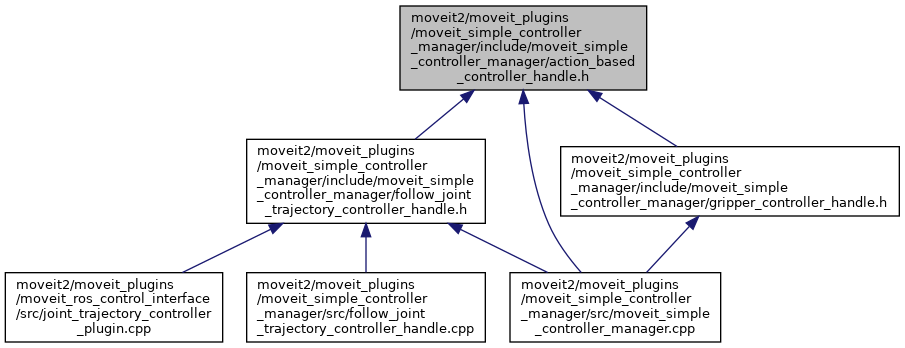 moveit2/moveit_plugins
/moveit_simple_controller
_manager/include/moveit_simple
_controller_manager/action_based
_controller_handle.h
moveit2/moveit_plugins
/moveit_simple_controller
_manager/include/moveit_simple
_controller_manager/follow_joint
_trajectory_controller_handle.h
moveit2/moveit_plugins
/moveit_simple_controller
_manager/include/moveit_simple
_controller_manager/gripper_controller_handle.h
moveit2/moveit_plugins
/moveit_ros_control_interface
/src/joint_trajectory_controller
_plugin.cpp
moveit2/moveit_plugins
/moveit_simple_controller
_manager/src/follow_joint
_trajectory_controller_handle.cpp
moveit2/moveit_plugins
/moveit_simple_controller
_manager/src/moveit_simple
_controller_manager.cpp